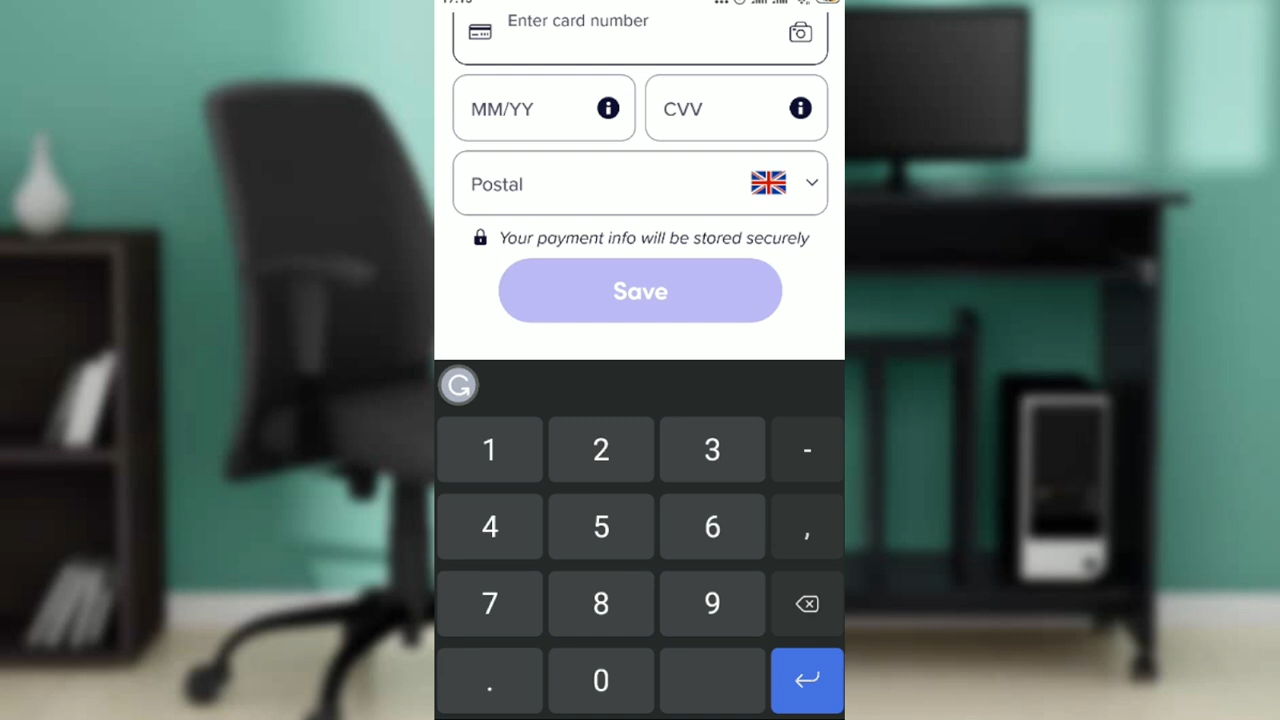 Enter card number
MM/YY
CVV
Postal
Your payment info will be stored securely
Save
1 2 3 -
4 5 6 ,
7 8 9
. 0